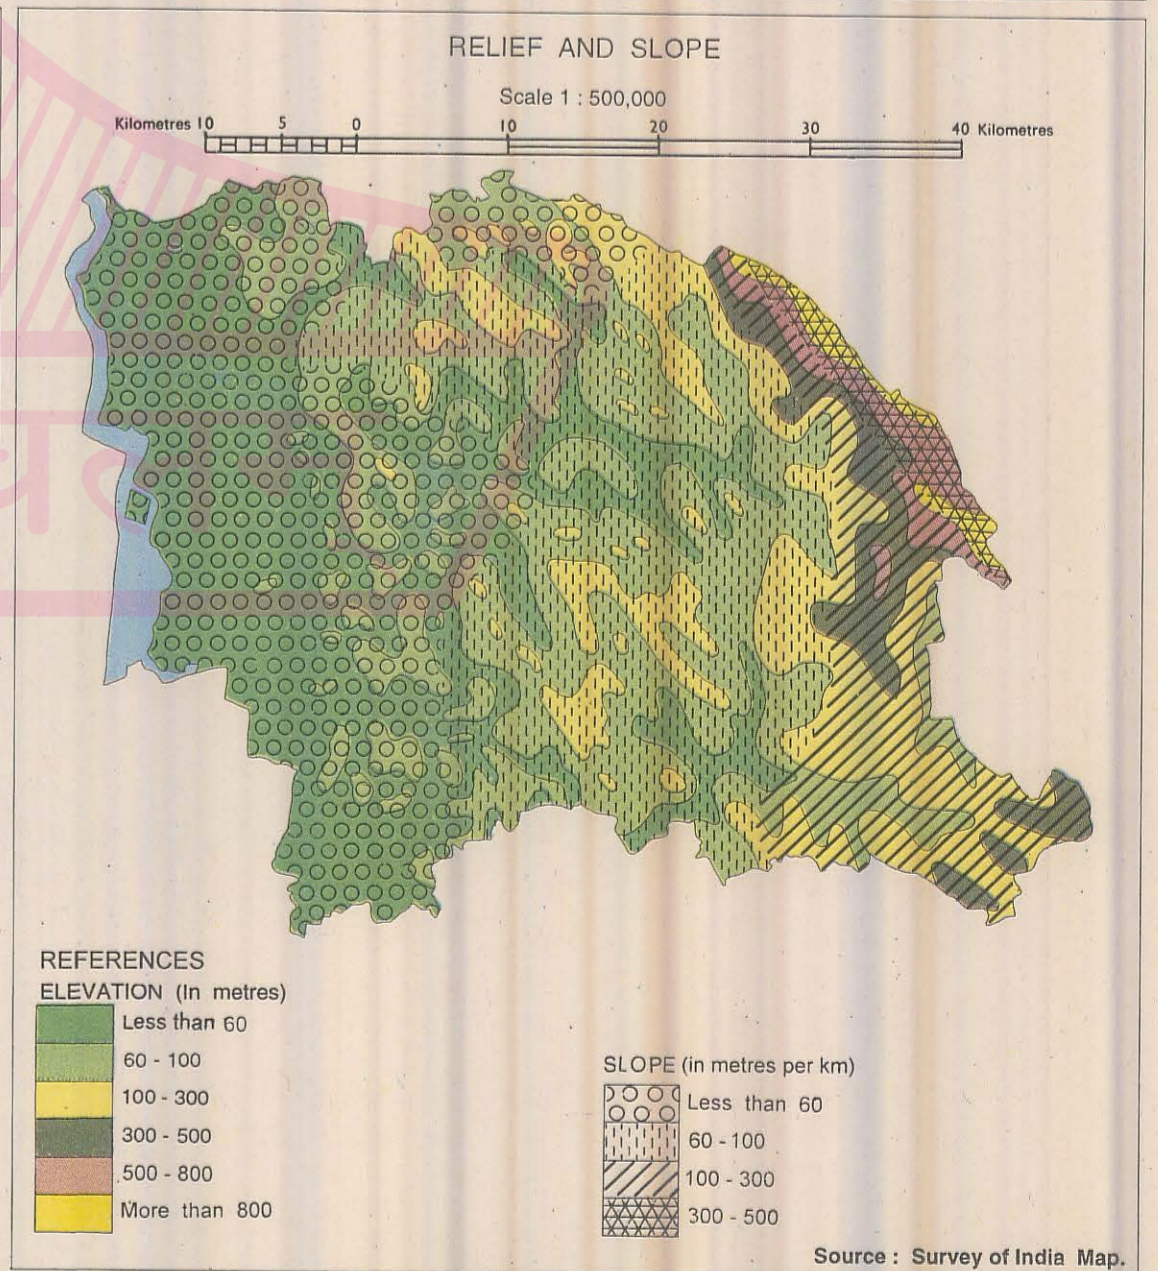 RELIEF AND SLOPE
Scale 1 : 500,000
Kilometres 10 5 0 10 20 30 40 Kilometres
REFERENCES
ELEVATION (In metres)
Less than 60
60 - 100
100 - 300
300 - 500
500 - 800
More than 800
SLOPE (in metres per km)
Less than 60
60 - 100
100 - 300
300 - 500
Source : Survey of India Map.